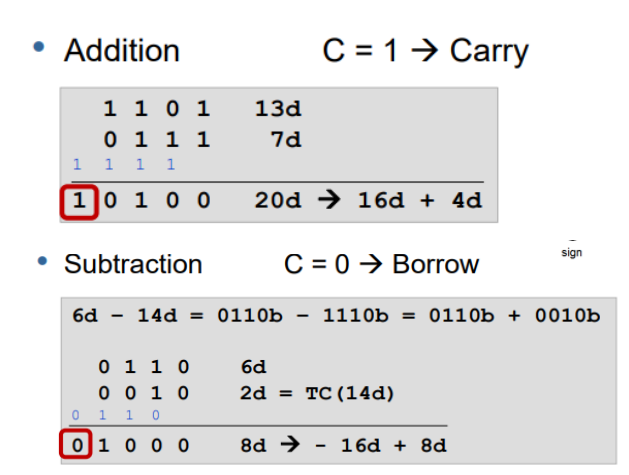 • Addition C = 1 → Carry
1 1 0 1 13d
0 1 1 1 7d
1 1 1 1
1 0 1 0 0 20d → 16d + 4d
sign
• Subtraction C = 0 → Borrow
6d - 14d = 0110b - 1110b = 0110b + 0010b
0 1 1 0 6d
0 0 1 0 2d = TC(14d)
0 1 1 0
0 1 0 0 0 8d → - 16d + 8d